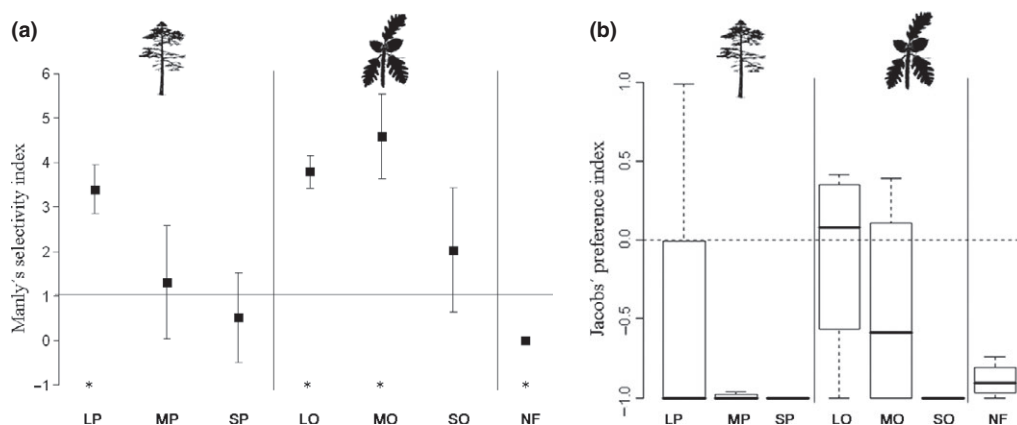 (a)
Manly´s selectivity index
6
5
4
3
2
1
0
−1
* * * *
LP MP SP LO MO SO NF
(b)
Jacobs´ preference index
1.0
0.5
0.0
−0.5
−1.0
LP MP SP LO MO SO NF